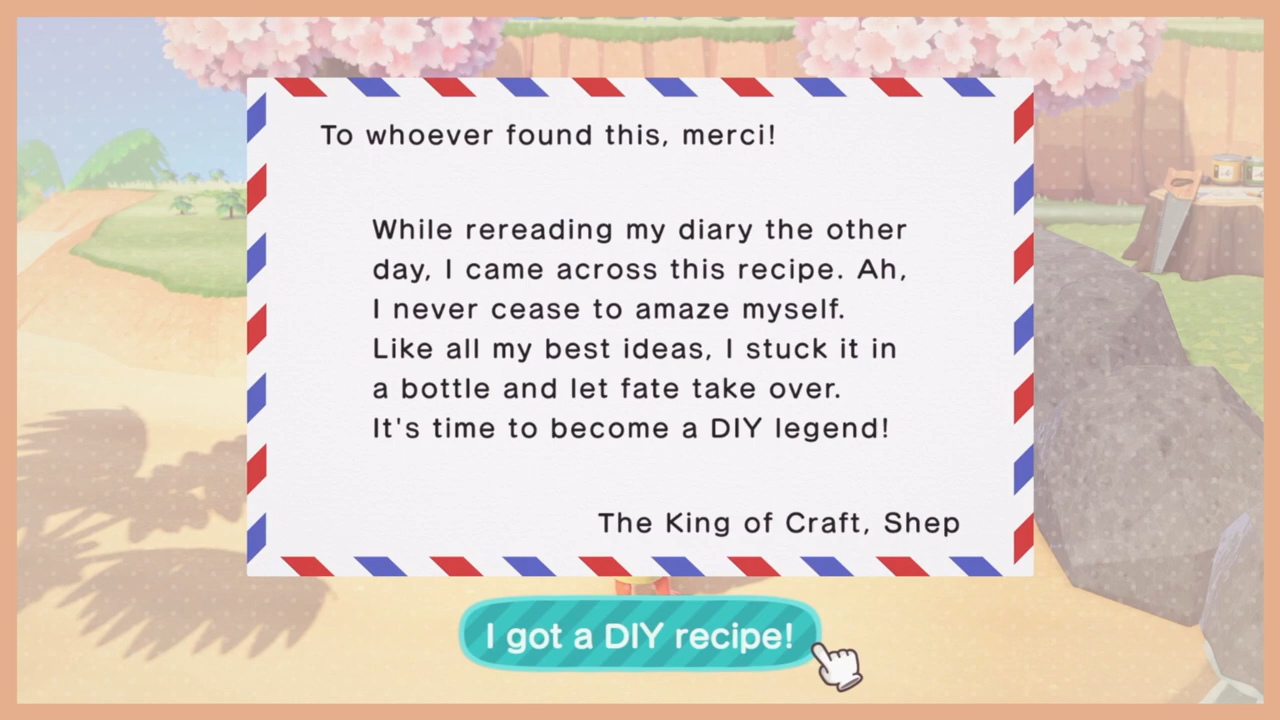 To whoever found this, merci!
While rereading my diary the other
day, I came across this recipe. Ah,
I never cease to amaze myself.
Like all my best ideas, I stuck it in
a bottle and let fate take over.
It's time to become a DIY legend!
The King of Craft, Shep
I got a DIY recipe!